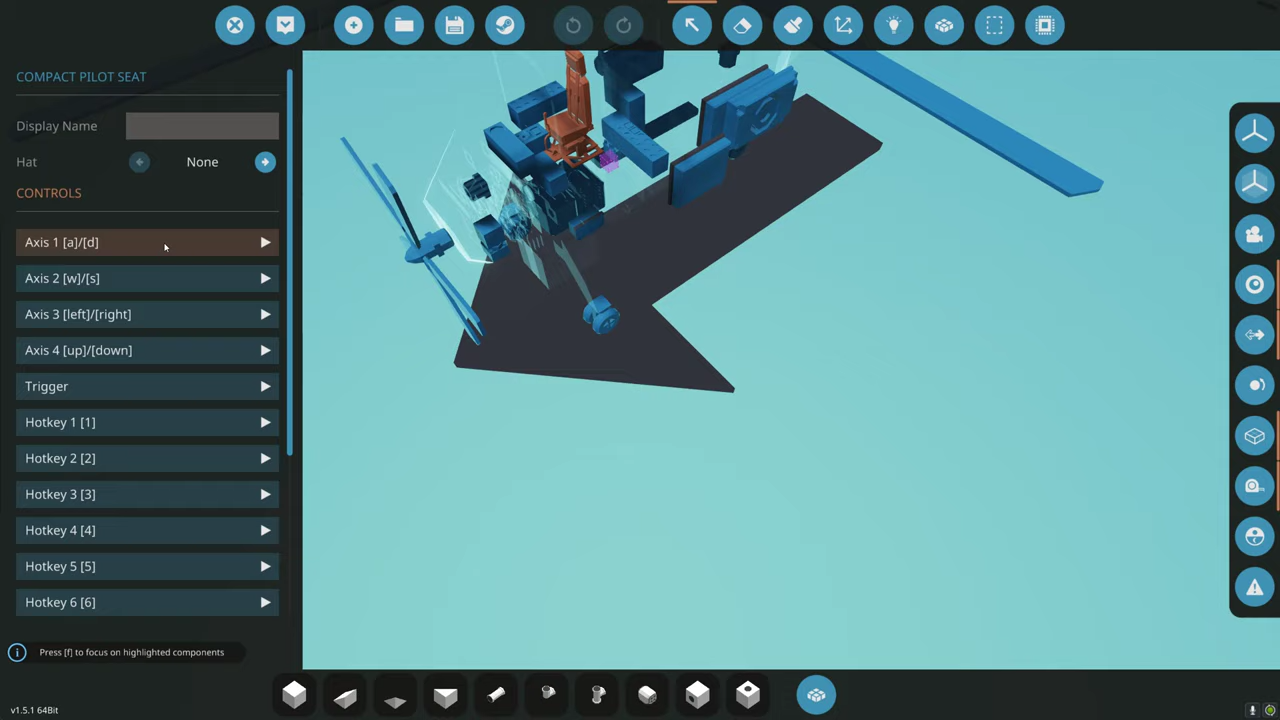 COMPACT PILOT SEAT
Display Name
Hat
None
CONTROLS
Axis 1 [a]/[d]
Axis 2 [w]/[s]
Axis 3 [left]/[right]
Axis 4 [up]/[down]
Trigger
Hotkey 1 [1]
Hotkey 2 [2]
Hotkey 3 [3]
Hotkey 4 [4]
Hotkey 5 [5]
Hotkey 6 [6]
Press [f] to focus on highlighted components
v1.5.1 64Bit